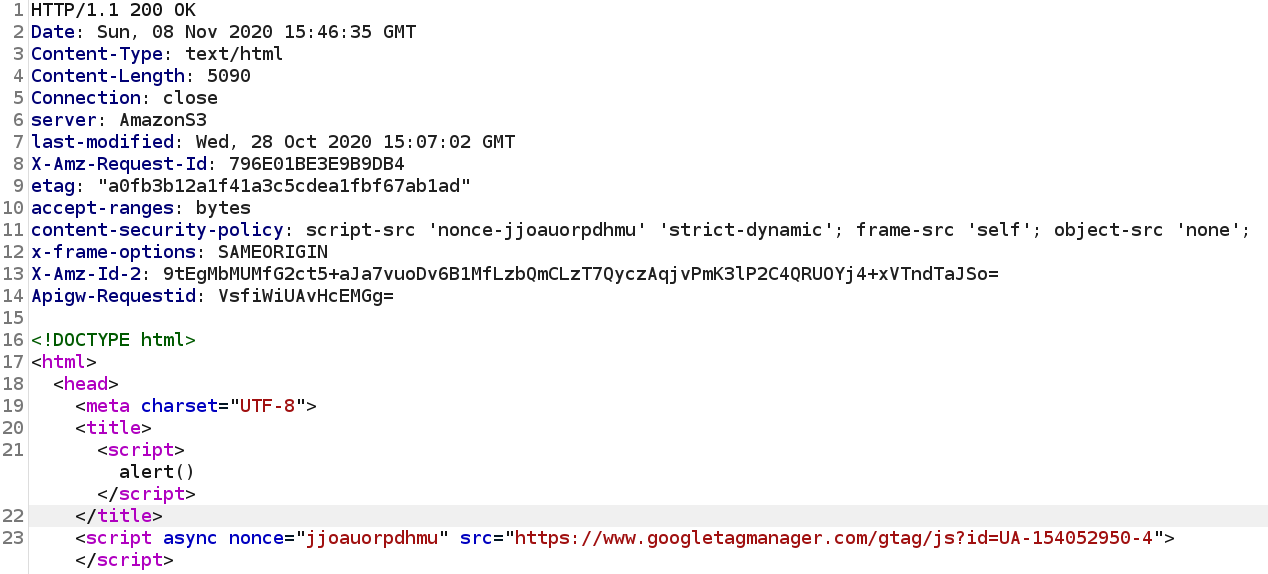 1 HTTP/1.1 200 OK
2 Date: Sun, 08 Nov 2020 15:46:35 GMT
3 Content-Type: text/html
4 Content-Length: 5090
5 Connection: close
6 server: AmazonS3
7 last-modified: Wed, 28 Oct 2020 15:07:02 GMT
8 X-Amz-Request-Id: 796E01BE3E9B9DB4
9 etag: "a0fb3b12a1f41a3c5cdea1fbf67ab1ad"
10 accept-ranges: bytes
11 content-security-policy: script-src 'nonce-jjoauorpdhmu' 'strict-dynamic'; frame-src 'self'; object-src 'none';
12 x-frame-options: SAMEORIGIN
13 X-Amz-Id-2: 9tEgMbMUMfG2ct5+aJa7vuoDv6B1MfLzbQmCLzT7QyczAqjvPmK3lP2C4QRUOYj4+xVTndTaJSo=
14 Apigw-Requestid: VsfiWiUAvHcEMGg=
15
16 <!DOCTYPE html>
17 <html>
18 <head>
19 <meta charset="UTF-8">
20 <title>
21 <script>
alert()
</script>
22 </title>
23 <script async nonce="jjoauorpdhmu" src="https://www.googletagmanager.com/gtag/js?id=UA-154052950-4">
</script>